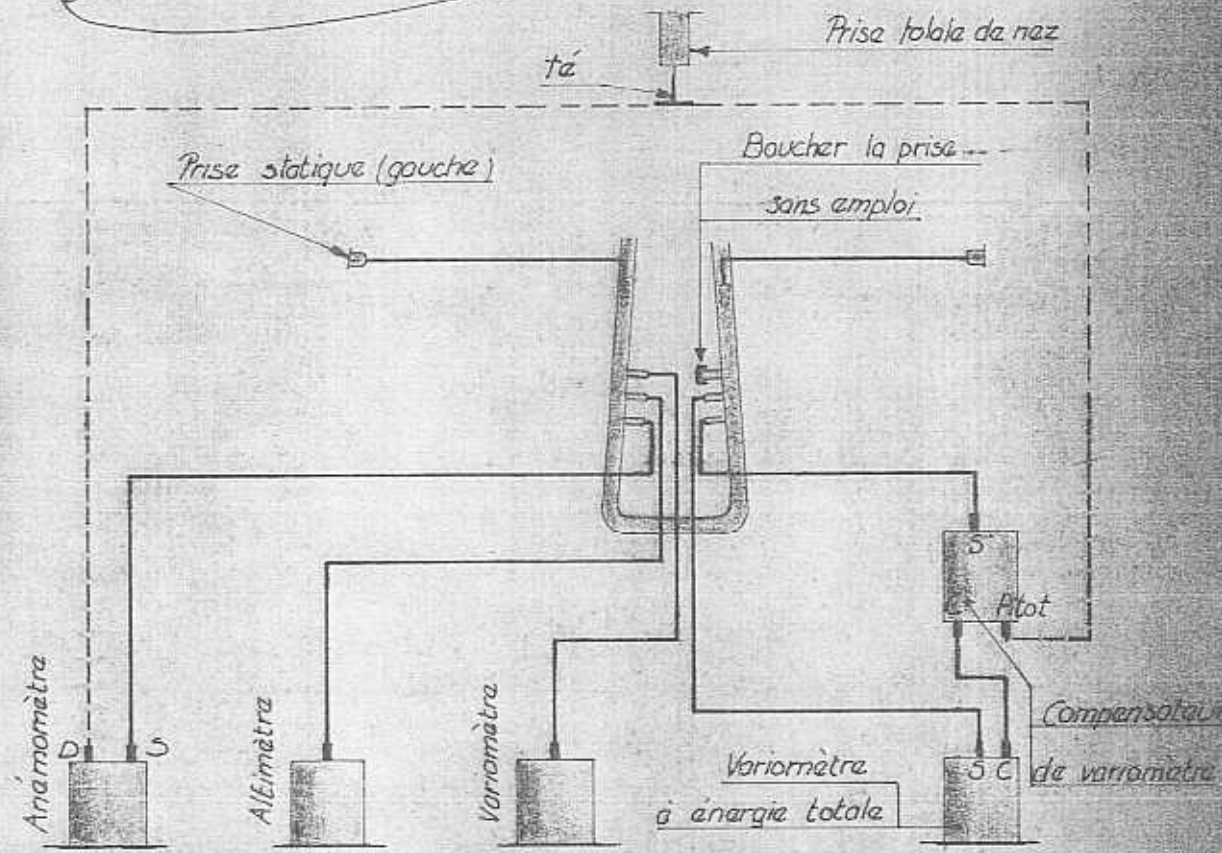 Prise totale de nez
té
Prise statique (gauche)
Boucher la prise
sans emploi
S
C
Ptot
Anémomètre
D
S
Altimètre
Variomètre
Variomètre
à énergie totale
S C
Compensateur
de variomètre